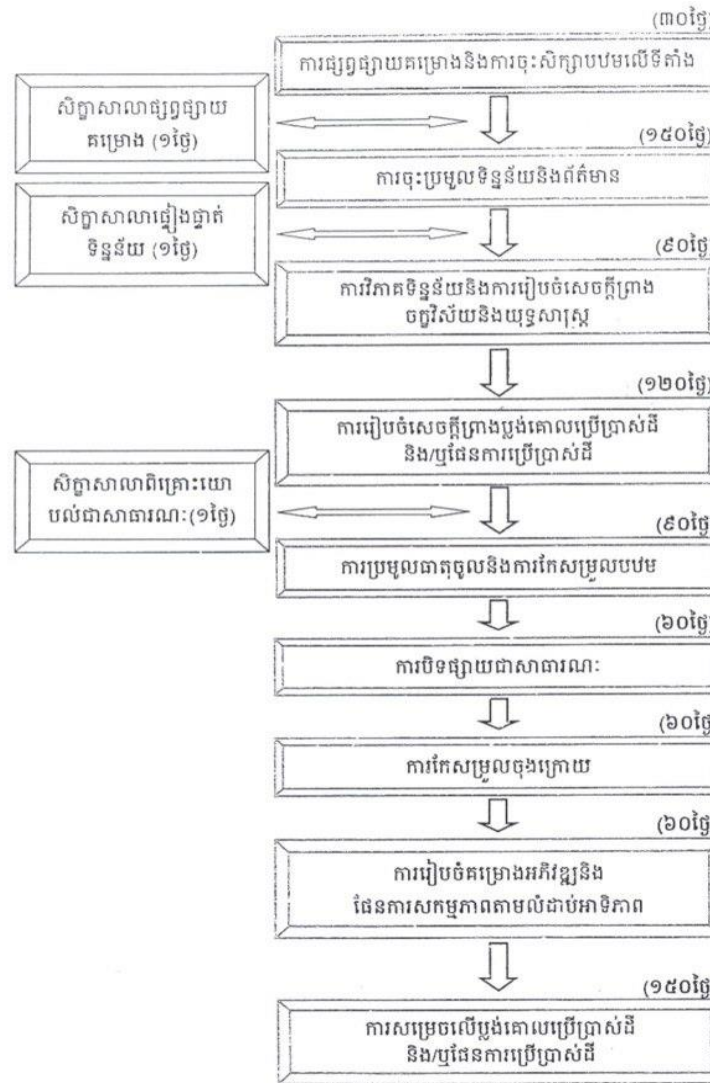 (៣០ថ្ងៃ)
ការផ្សព្វផ្សាយគម្រោងនិងការចុះសិក្សាបឋមលើទីតាំង
សិក្ខាសាលាផ្សព្វផ្សាយ
គម្រោង (១ថ្ងៃ)
(១៥០ថ្ងៃ)
ការចុះប្រមូលទិន្នន័យនិងព័ត៌មាន
សិក្ខាសាលាផ្ទៀងផ្ទាត់
ទិន្នន័យ (១ថ្ងៃ)
(៩០ថ្ងៃ)
ការវិភាគទិន្នន័យនិងការរៀបចំសេចក្តីព្រាង
ចក្ខុវិស័យនិងយុទ្ធសាស្ត្រ
(១២០ថ្ងៃ)
ការរៀបចំសេចក្តីព្រាងប្លង់គោលប្រើប្រាស់ដី
និង/ឬផែនការប្រើប្រាស់ដី
សិក្ខាសាលាពិគ្រោះយោ
បល់ជាសាធារណៈ(១ថ្ងៃ)
(៩០ថ្ងៃ)
ការប្រមូលធាតុចូលនិងការកែសម្រួលបឋម
(៦០ថ្ងៃ)
ការបិទផ្សាយជាសាធារណៈ
(៦០ថ្ងៃ)
ការកែសម្រួលចុងក្រោយ
(៦០ថ្ងៃ)
ការរៀបចំគម្រោងអភិវឌ្ឍនិង
ផែនការសកម្មភាពតាមលំដាប់អាទិភាព
(១៥០ថ្ងៃ)
ការសម្រេចលើប្លង់គោលប្រើប្រាស់ដី
និង/ឬផែនការប្រើប្រាស់ដី